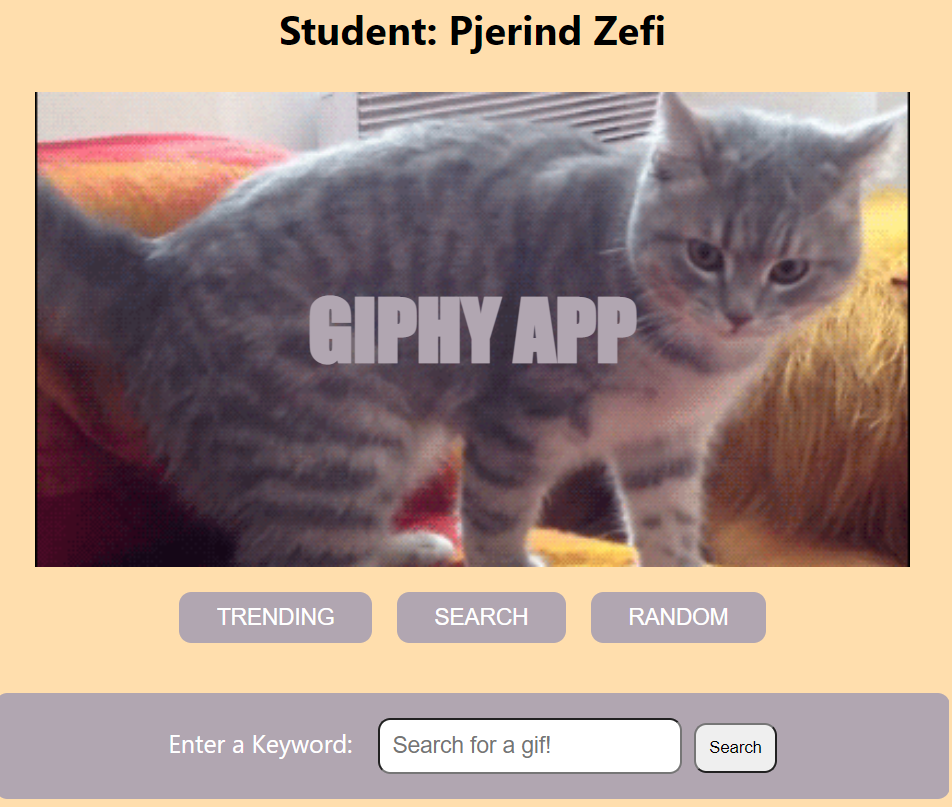 Student: Pjerind Zefi
GIPHY APP
TRENDING SEARCH RANDOM
Enter a Keyword: Search for a gif! Search